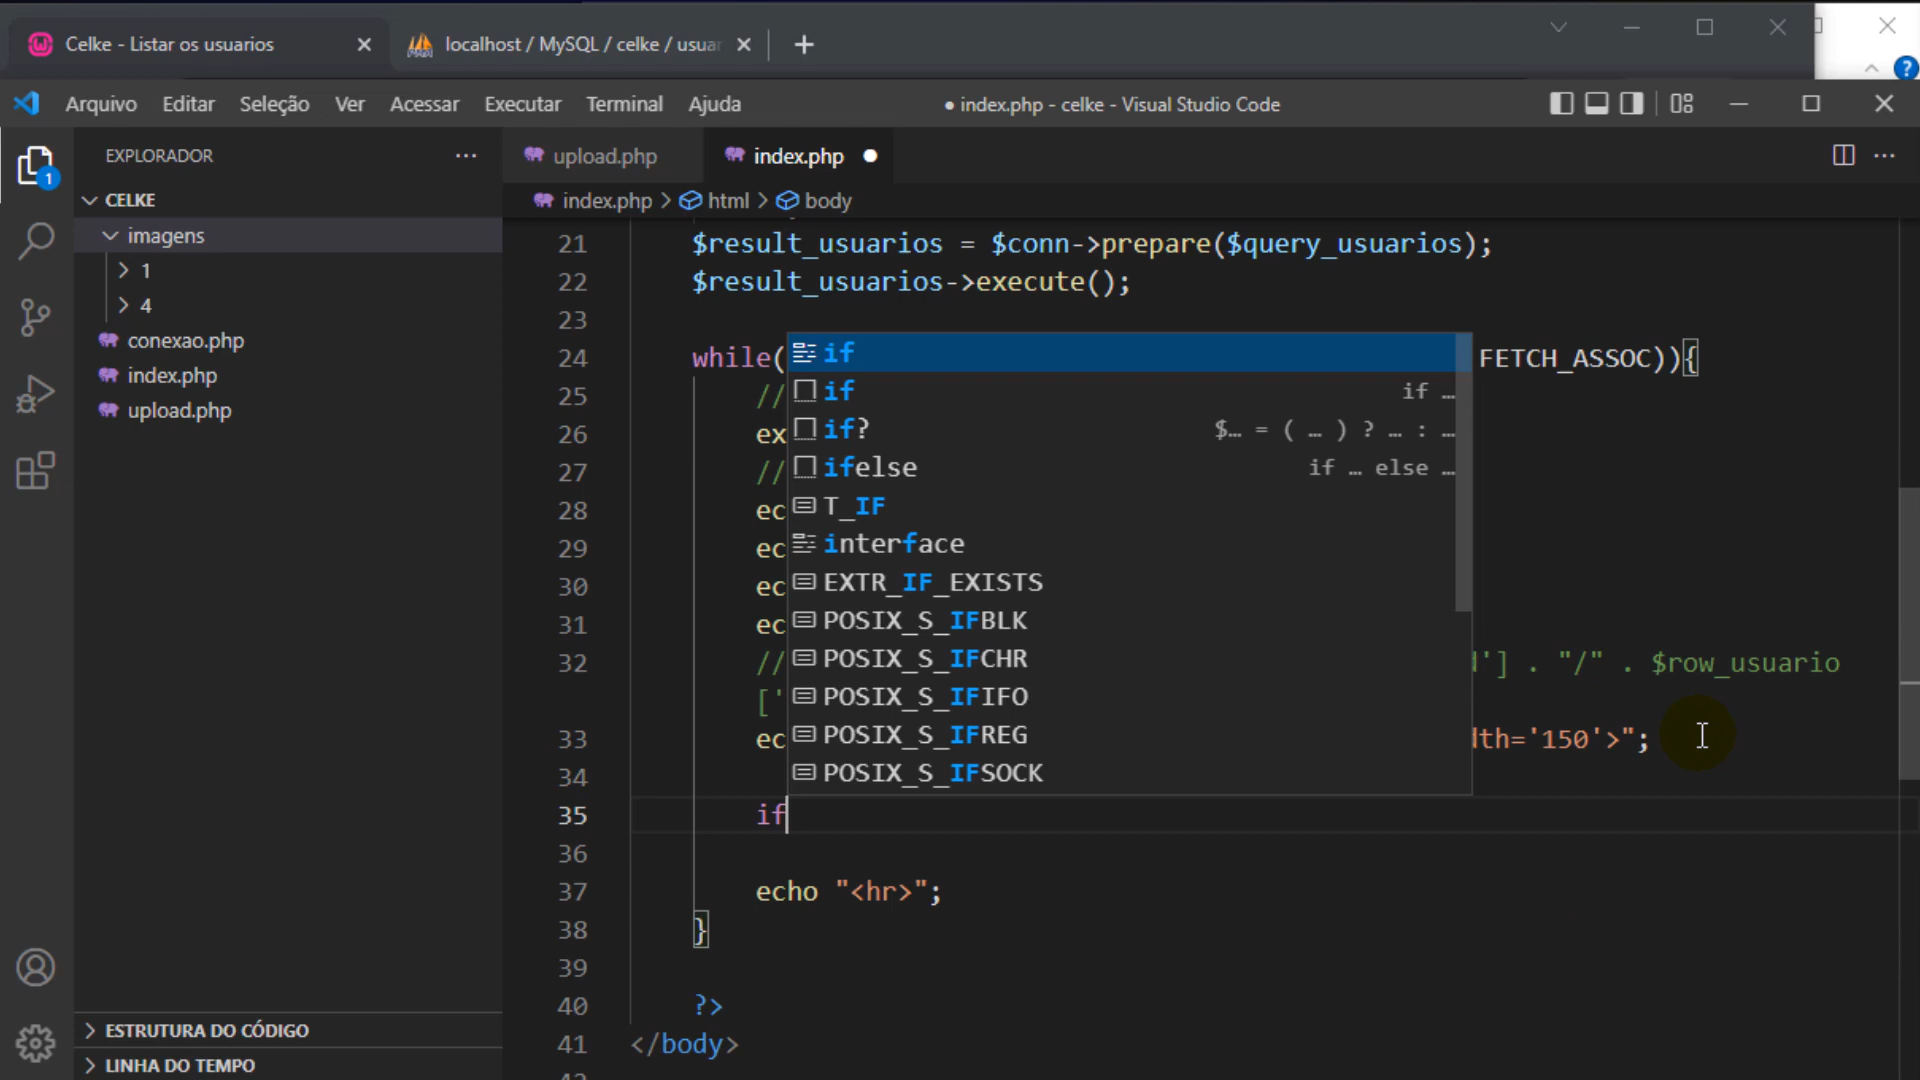 Celke - Listar os usuarios
localhost / MySQL / celke / usuar
Arquivo Editar Seleção Ver Acessar Executar Terminal Ajuda
● index.php - celke - Visual Studio Code
EXPLORADOR
upload.php
index.php
1
CELKE
index.php > html > body
imagens
1
4
conexao.php
index.php
upload.php
21 $result_usuarios = $conn->prepare($query_usuarios);
22 $result_usuarios->execute();
23
24 while( FETCH_ASSOC)){
25 //
26 ex
27 //
28 ec
29 ec
30 ec
31 ec
32 // d'] . "/" . $row_usuario
['
33 ec dth='150'>";
34
35 if
36
37 echo "<hr>";
38 }
39
40 ?>
41 </body>
if
if if …
if? $… = ( … ) ? … : …
ifelse if … else …
T_IF
interface
EXTR_IF_EXISTS
POSIX_S_IFBLK
POSIX_S_IFCHR
POSIX_S_IFIFO
POSIX_S_IFREG
POSIX_S_IFSOCK
ESTRUTURA DO CÓDIGO
LINHA DO TEMPO